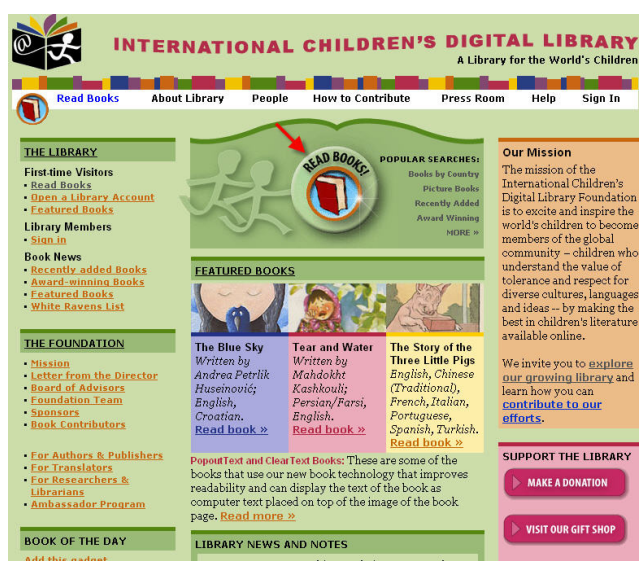 INTERNATIONAL CHILDREN'S DIGITAL LIBRARY
A Library for the World's Children
Read Books About Library People How to Contribute Press Room Help Sign In
THE LIBRARY
First-time Visitors
Read Books
Open a Library Account
Featured Books
Library Members
Sign in
Book News
Recently added Books
Award-winning Books
Featured Books
White Ravens List
THE FOUNDATION
Mission
Letter from the Director
Board of Advisors
Foundation Team
Sponsors
Book Contributors
For Authors & Publishers
For Translators
For Researchers &
Librarians
Ambassador Program
BOOK OF THE DAY
Add this gadget
READ BOOKS!
POPULAR SEARCHES:
Books by Country
Picture Books
Recently Added
Award Winning
MORE »
FEATURED BOOKS
The Blue Sky
Written by
Andrea Petrlik
Huseinović;
English,
Croatian.
Read book »
Tear and Water
Written by
Mahdokht
Kashkouli;
Persian/Farsi,
English.
Read book »
The Story of the
Three Little Pigs
English, Chinese
(Traditional),
French, Italian,
Portuguese,
Spanish, Turkish.
Read book »
PopoutText and ClearText Books: These are some of the
books that use our new book technology that improves
readability and can display the text of the book as
computer text placed on top of the image of the book
page. Read more »
LIBRARY NEWS AND NOTES
Our Mission
The mission of the
International Children's
Digital Library Foundation
is to excite and inspire the
world's children to become
members of the global
community – children who
understand the value of
tolerance and respect for
diverse cultures, languages
and ideas -- by making the
best in children's literature
available online.
We invite you to explore
our growing library and
learn how you can
contribute to our
efforts.
SUPPORT THE LIBRARY
MAKE A DONATION
VISIT OUR GIFT SHOP